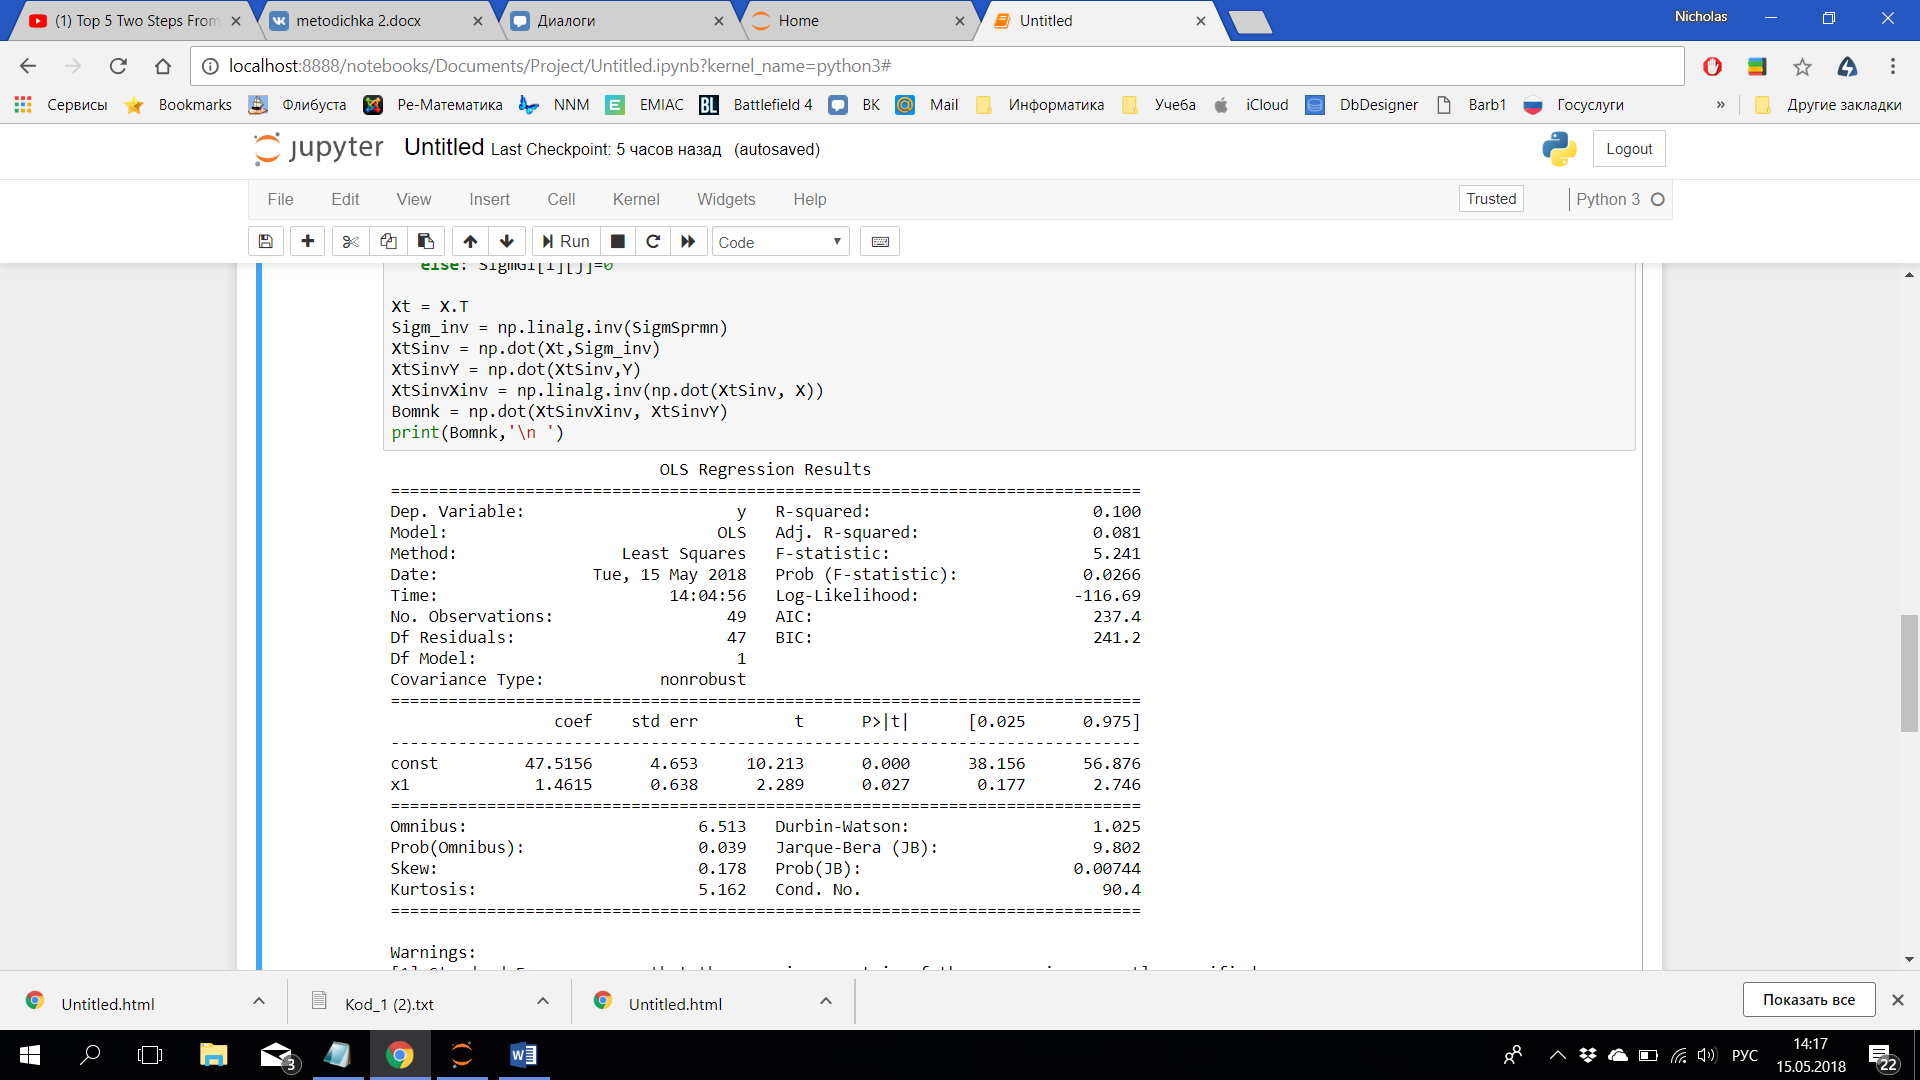 (1) Top 5 Two Steps From
metodichka 2.docx
Диалоги
Home
Untitled
Nicholas
localhost:8888/notebooks/Documents/Project/Untitled.ipynb?kernel_name=python3#
Сервисы Bookmarks Флибуста Ре-Математика NNM EMIAC Battlefield 4 ВК Mail Информатика Учеба iCloud DbDesigner Barb1 Госуслуги » Другие закладки
jupyter Untitled Last Checkpoint: 5 часов назад (autosaved) Logout
File Edit View Insert Cell Kernel Widgets Help Trusted Python 3
Run Code
else: SigmGl[i][j]=0
Xt = X.T
Sigm_inv = np.linalg.inv(SigmSprmn)
XtSinv = np.dot(Xt,Sigm_inv)
XtSinvY = np.dot(XtSinv,Y)
XtSinvXinv = np.linalg.inv(np.dot(XtSinv, X))
Bomnk = np.dot(XtSinvXinv, XtSinvY)
print(Bomnk,'\n ')
OLS Regression Results
==============================================================================
Dep. Variable: y R-squared: 0.100
Model: OLS Adj. R-squared: 0.081
Method: Least Squares F-statistic: 5.241
Date: Tue, 15 May 2018 Prob (F-statistic): 0.0266
Time: 14:04:56 Log-Likelihood: -116.69
No. Observations: 49 AIC: 237.4
Df Residuals: 47 BIC: 241.2
Df Model: 1
Covariance Type: nonrobust
==============================================================================
coef std err t P>|t| [0.025 0.975]
------------------------------------------------------------------------------
const 47.5156 4.653 10.213 0.000 38.156 56.876
x1 1.4615 0.638 2.289 0.027 0.177 2.746
==============================================================================
Omnibus: 6.513 Durbin-Watson: 1.025
Prob(Omnibus): 0.039 Jarque-Bera (JB): 9.802
Skew: 0.178 Prob(JB): 0.00744
Kurtosis: 5.162 Cond. No. 90.4
==============================================================================
Warnings:
Untitled.html
Kod_1 (2).txt
Untitled.html
Показать все
3
РУС
14:17
15.05.2018
22